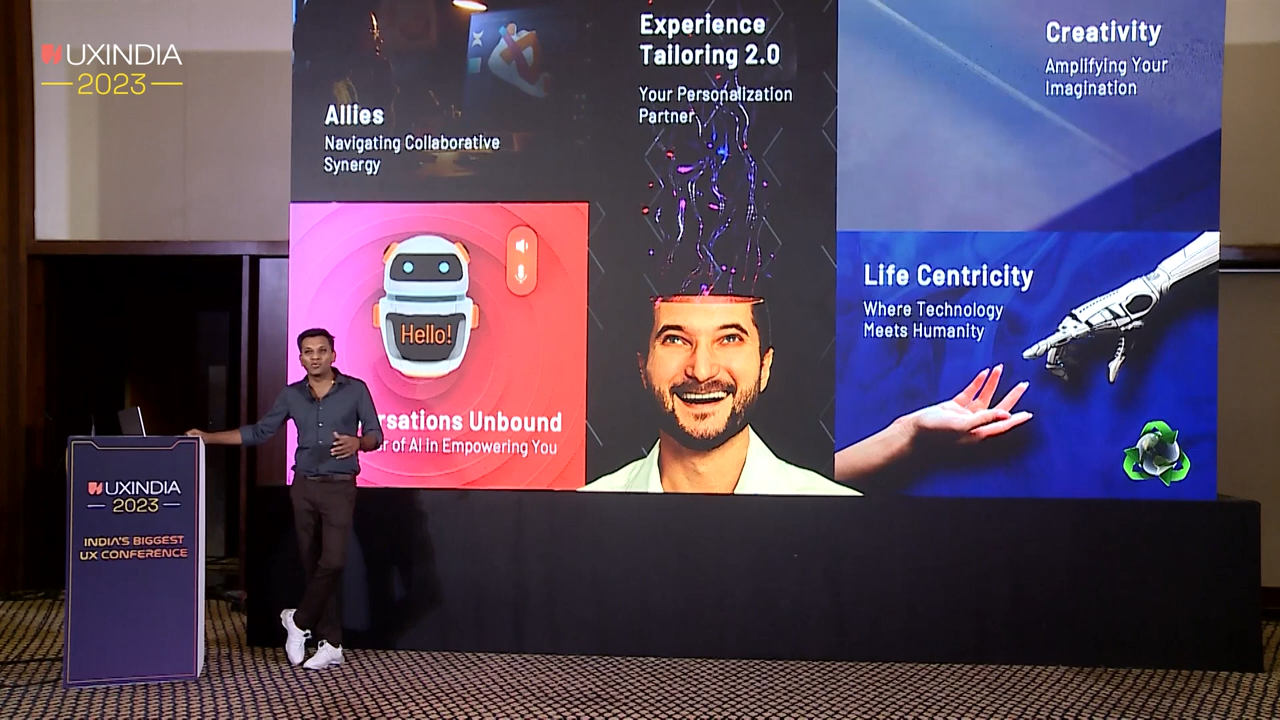 UXINDIA
2023
Allies
Navigating Collaborative
Synergy
Experience
Tailoring 2.0
Your Personalization
Partner
Creativity
Amplifying Your
Imagination
Hello!
rsations Unbound
of AI in Empowering You
Life Centricity
Where Technology
Meets Humanity
UXINDIA
2023
INDIA'S BIGGEST
UX CONFERENCE